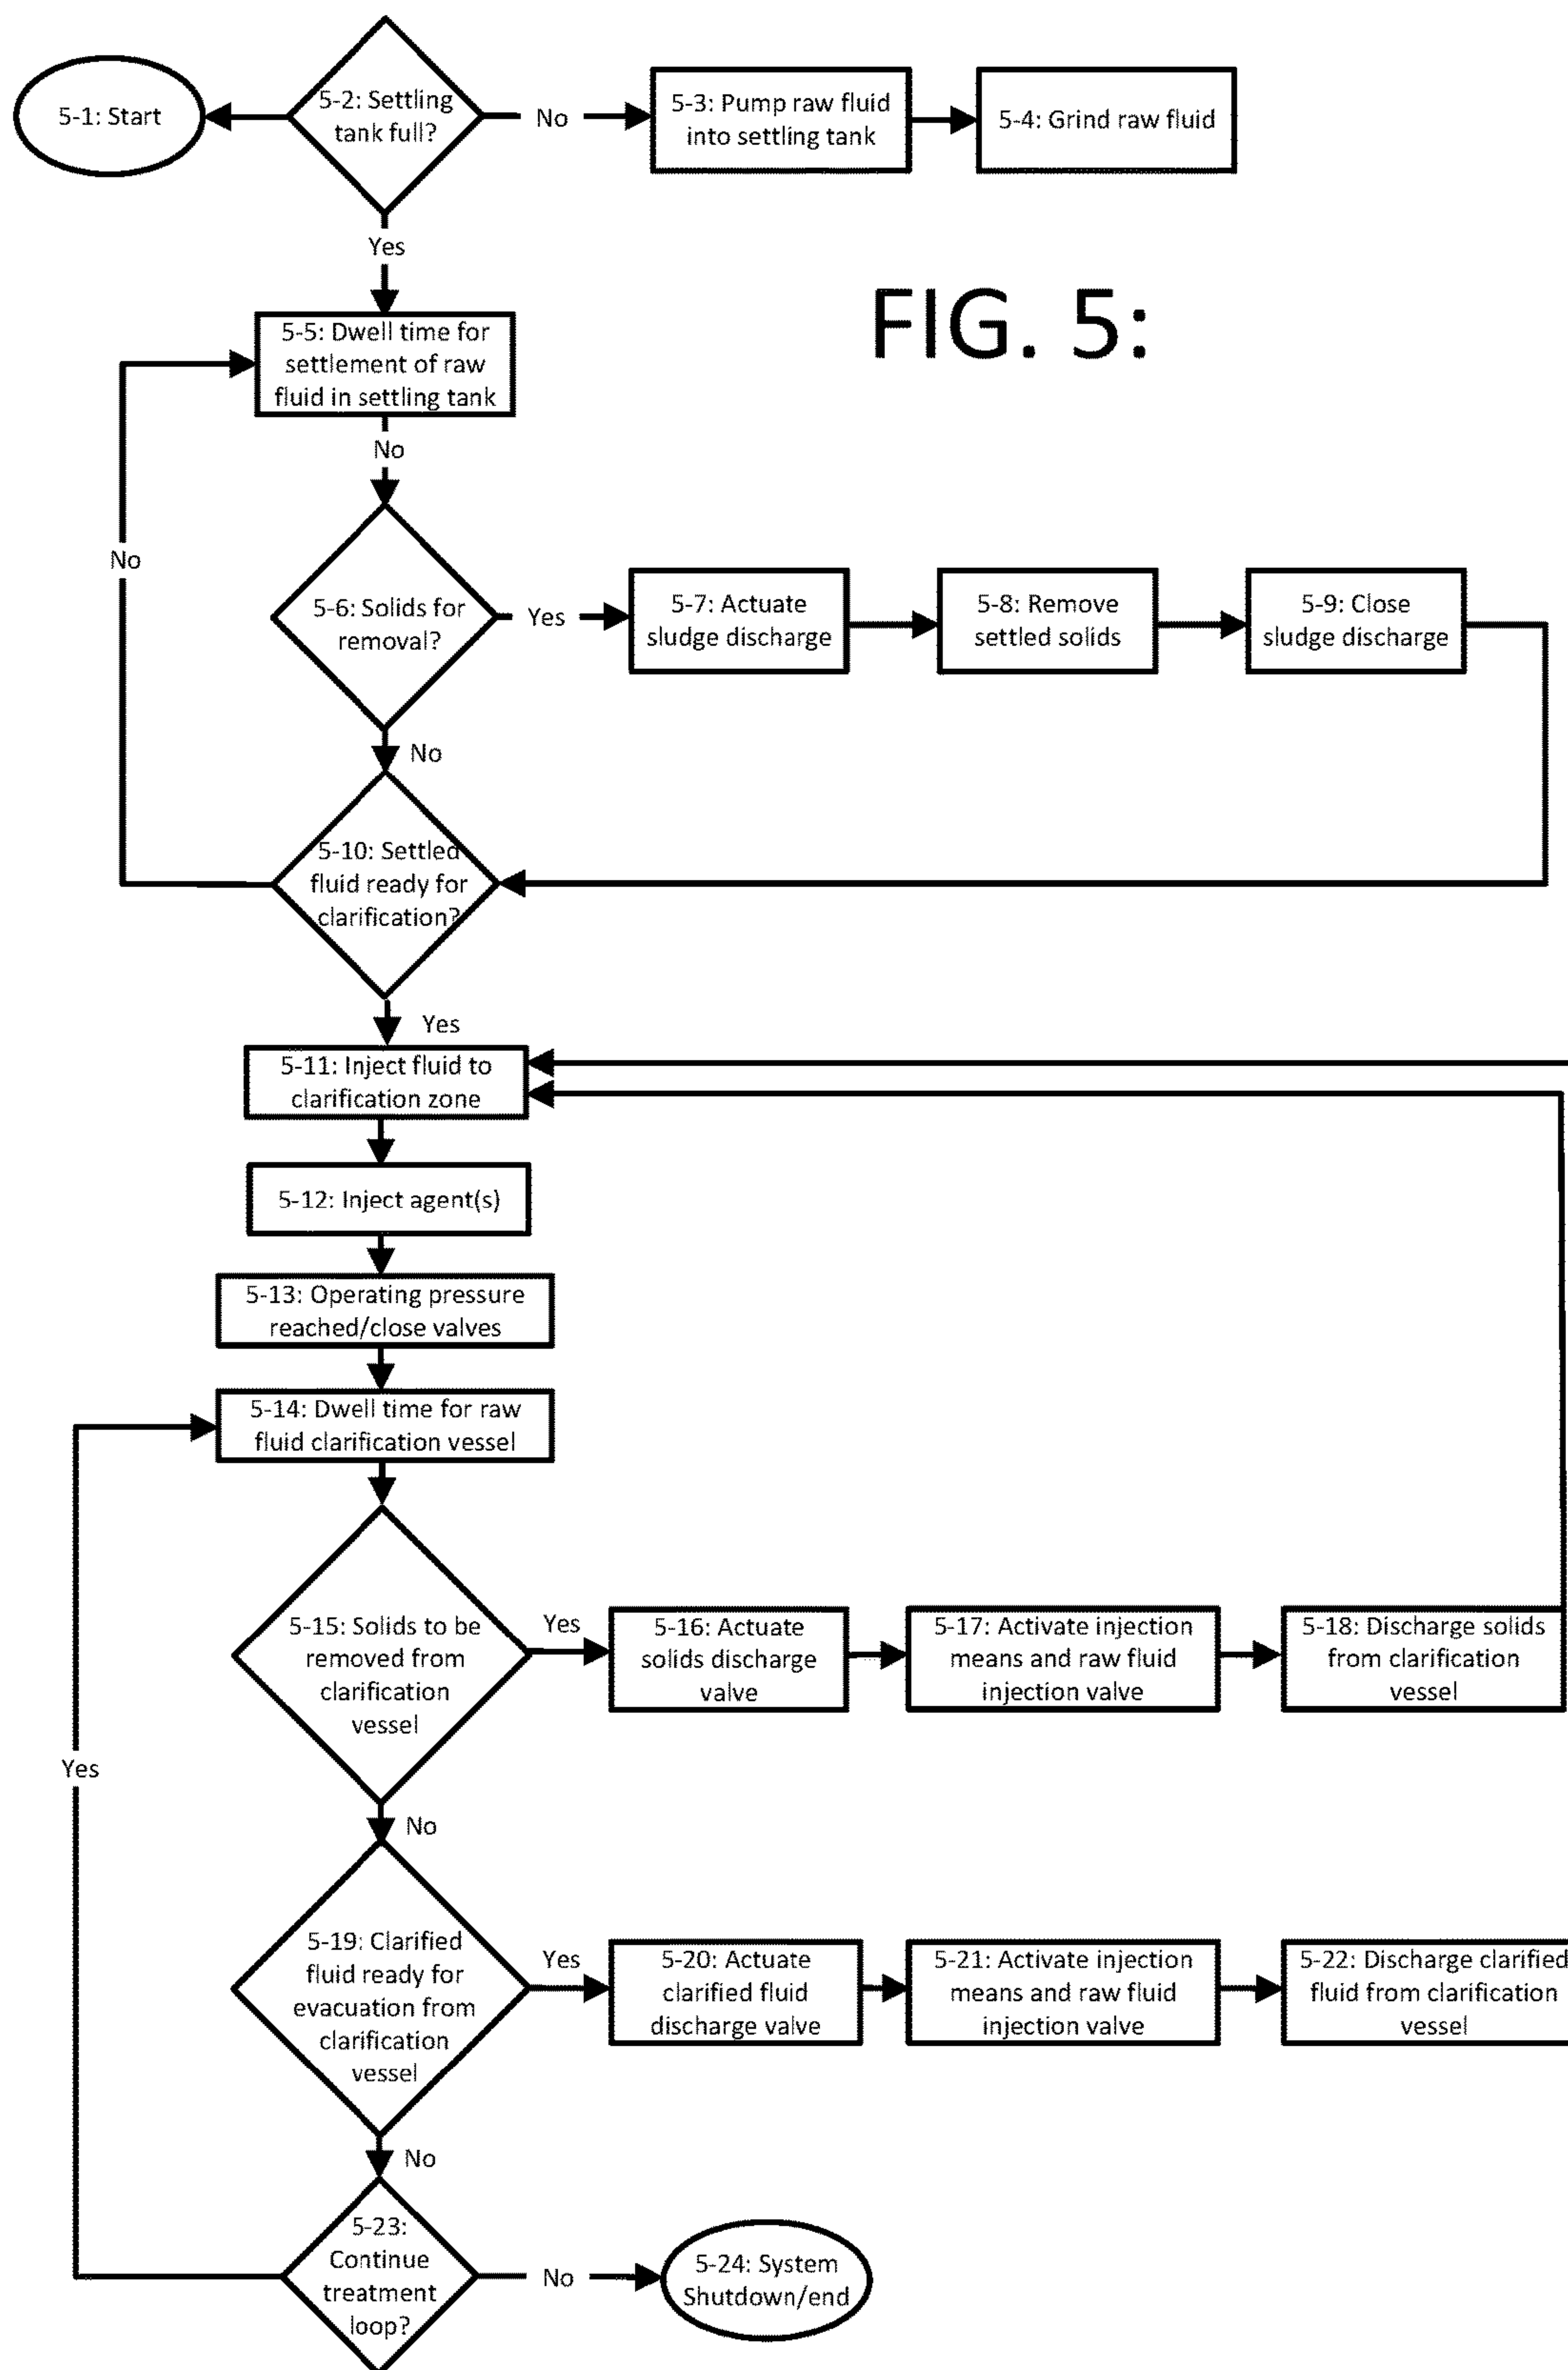 5-1: Start
5-2: Settling
tank full?
No
5-3: Pump raw fluid
into settling tank
5-4: Grind raw fluid
Yes
FIG. 5:
5-5: Dwell time for
settlement of raw
fluid in settling tank
No
No
5-6: Solids for
removal?
Yes
5-7: Actuate
sludge discharge
5-8: Remove
settled solids
5-9: Close
sludge discharge
No
5-10: Settled
fluid ready for
clarification?
Yes
5-11: Inject fluid to
clarification zone
5-12: Inject agent(s)
5-13: Operating pressure
reached/close valves
5-14: Dwell time for raw
fluid clarification vessel
5-15: Solids to be
removed from
clarification
vessel
Yes
5-16: Actuate
solids discharge
valve
5-17: Activate injection
means and raw fluid
injection valve
5-18: Discharge solids
from clarification
vessel
Yes
No
5-19: Clarified
fluid ready for
evacuation from
clarification
vessel
Yes
5-20: Actuate
clarified fluid
discharge valve
5-21: Activate injection
means and raw fluid
injection valve
5-22: Discharge clarified
fluid from clarification
vessel
No
5-23:
Continue
treatment
loop?
No
5-24: System
Shutdown/end